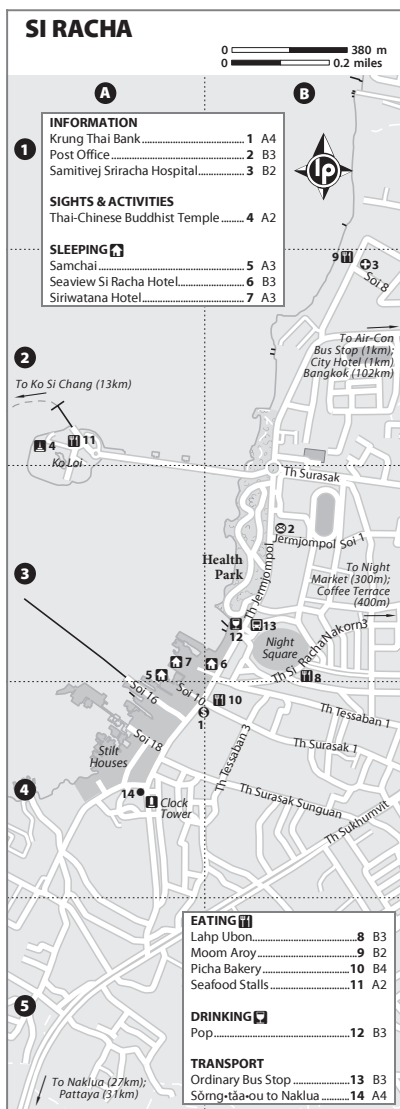 SI RACHA
0 380 m
0 0.2 miles
A B
1
INFORMATION
Krung Thai Bank 1 A4
Post Office 2 B3
Samitivej Sriracha Hospital 3 B2
SIGHTS & ACTIVITIES
Thai-Chinese Buddhist Temple 4 A2
SLEEPING
Samchai 5 A3
Seaview Si Racha Hotel 6 B3
Siriwatana Hotel 7 A3
lp
9
3
Soi 8
2
To Air-Con
Bus Stop (1km);
City Hotel (1km)
Bangkok (102km)
To Ko Si Chang (13km)
4 11
Ko Loi
Th Surasak
2
Jermjompol Soi 1
Health
Park
Th Jermjompol
3
To Night
Market (300m);
Coffee Terrace
(400m)
12 13
Night
Square
Th Si RachaNakorn3
7 6
5
8
Soi 16
Soi 10
10
1
Th Tessaban 1
Soi 18
Stilt
Houses
Th Surasak 1
Th Tessaban 3
4
14
Clock
Tower
Th Surasak Sunguan
Th Sukhumvit
EATING
Lahp Ubon 8 B3
Moom Aroy 9 B2
Picha Bakery 10 B4
Seafood Stalls 11 A2
5
DRINKING
Pop 12 B3
TRANSPORT
Ordinary Bus Stop 13 B3
Sŏrng·tăa·ou to Naklua 14 A4
To Naklua (27km);
Pattaya (31km)